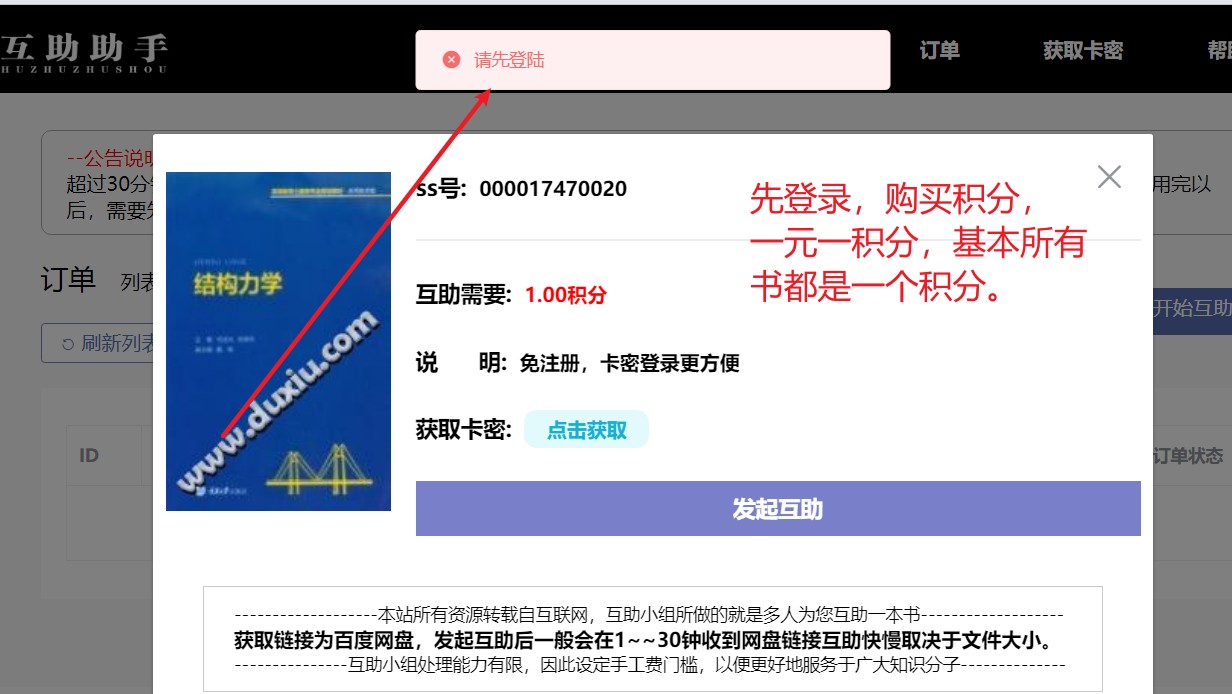 互助助手
HUZHUZHUSHOU
请先登陆
订单
获取卡密
--公告说明
超过30分
后，需要
用完以
ss号: 000017470020
先登录，购买积分，
一元一积分，基本所有
书都是一个积分。
订单 列表
互助需要: 1.00积分
开始互助
刷新列表
结构力学
www.duxiu.com
说 明: 免注册，卡密登录更方便
获取卡密: 点击获取
ID
订单状态
发起互助
-------------------本站所有资源转载自互联网，互助小组所做的就是多人为您互助一本书-------------------
获取链接为百度网盘，发起互助后一般会在1~~30钟收到网盘链接互助快慢取决于文件大小。
---------------互助小组处理能力有限，因此设定手工费门槛，以便更好地服务于广大知识分子--------------